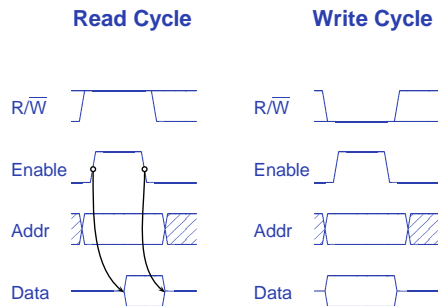 Read Cycle Write Cycle
R/W̅ R/W̅
Enable Enable
Addr Addr
Data Data